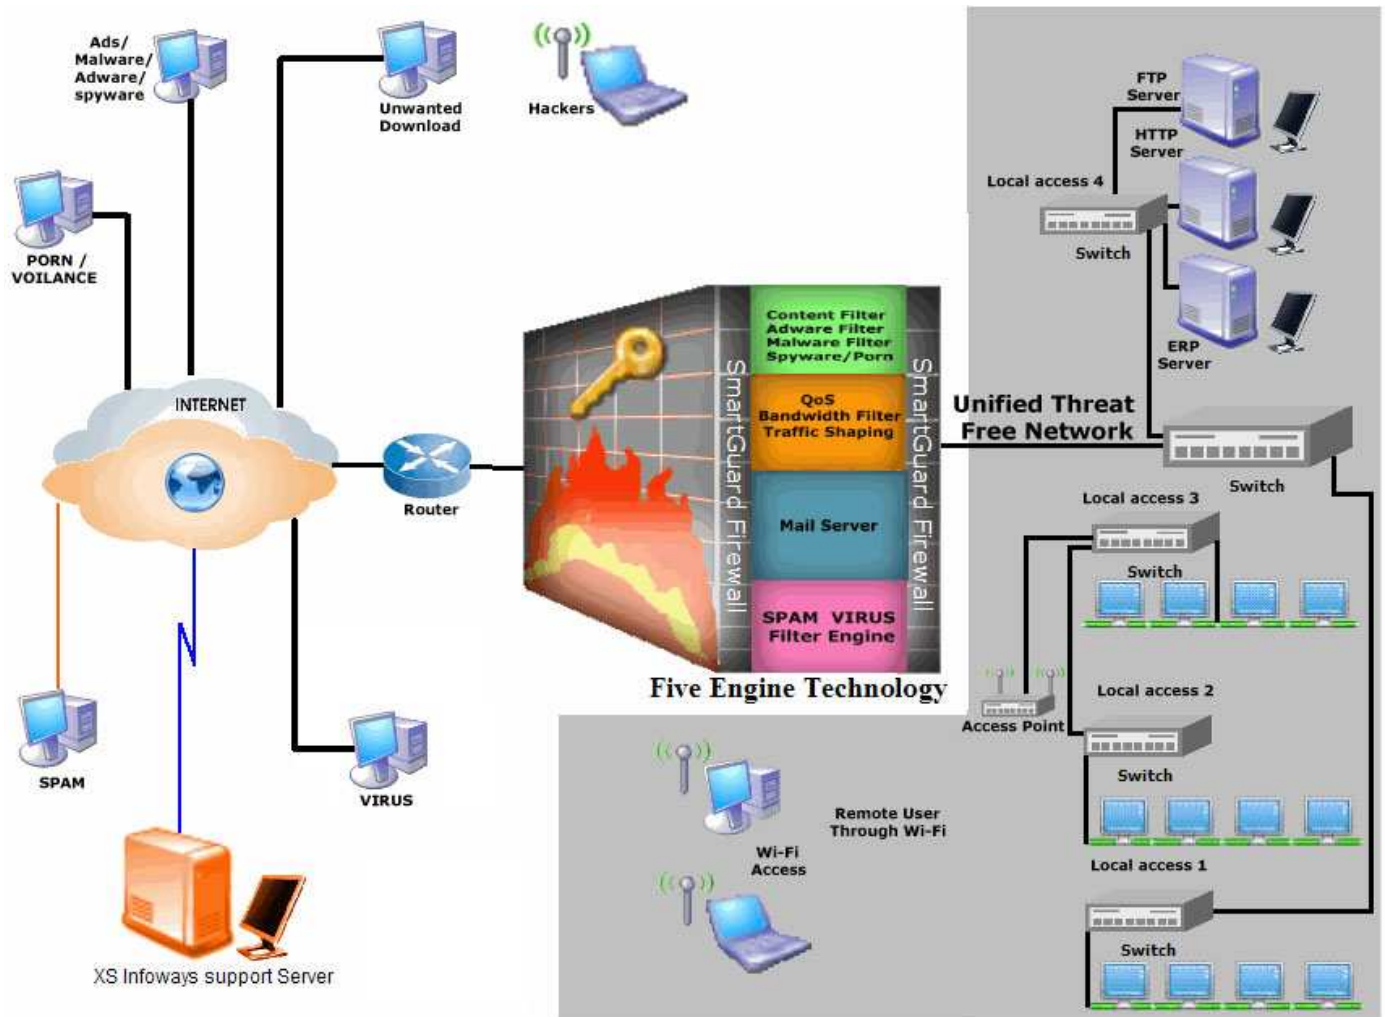 Ads/
Malware/
Adware/
spyware
Unwanted
Download
Hackers
PORN /
VOILANCE
INTERNET
Router
SPAM
VIRUS
XS Infoways support Server
SmartGuard Firewall
Content Filter
Adware Filter
Malware Filter
Spyware/Porn
QoS
Bandwidth Filter
Traffic Shaping
Mail Server
SPAM VIRUS
Filter Engine
SmartGuard Firewall
Five Engine Technology
Unified Threat
Free Network
FTP
Server
HTTP
Server
Local access 4
Switch
ERP
Server
Switch
Local access 3
Switch
Access Point
Local access 2
Switch
Local access 1
Switch
Remote User
Through Wi-Fi
Wi-Fi
Access